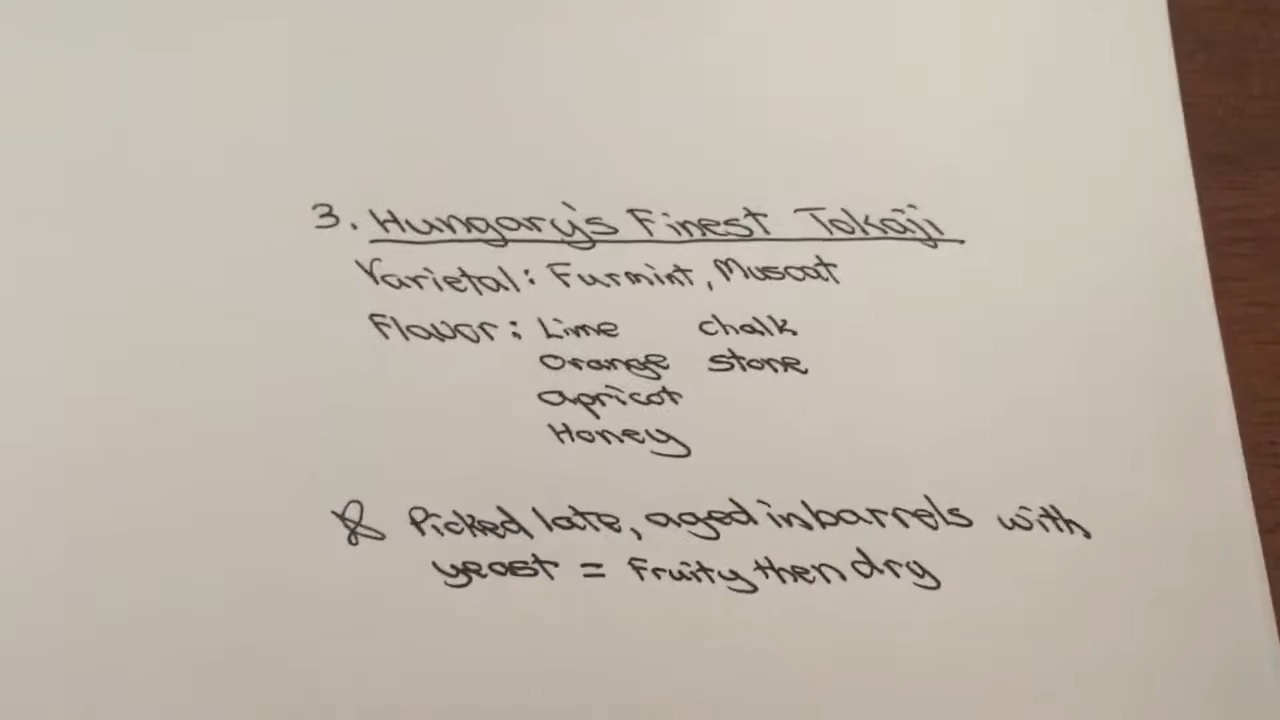 3. Hungary's Finest Tokaji
Varietal: Furmint, Muscat
Flavor: Lime chalk
Orange stone
apricot
Honey
☆ Picked late, aged in barrels with
yeast = Fruity then dry